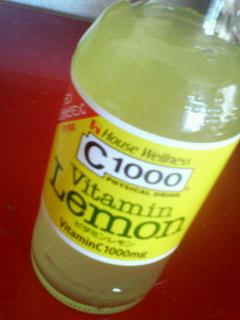 House Wellness
C1000
PHYSICAL DRINK
Vitamin
Lemon
ビタミンレモン
VitaminC1000mg